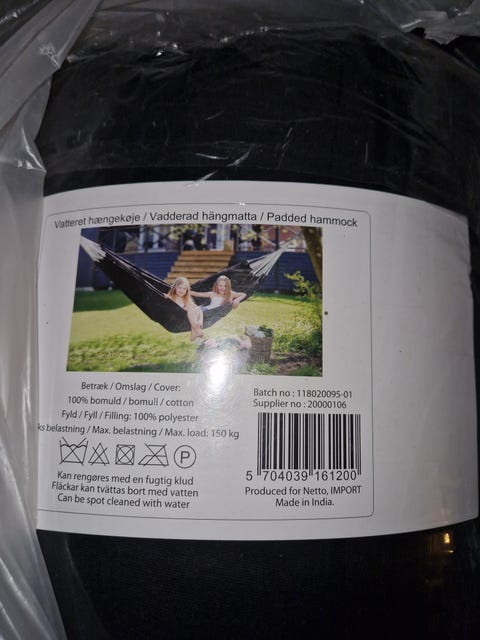 Vatteret hængekøje / Vadderad hängmatta / Padded hammock
Betræk / Omslag / Cover:
100% bomuld / bomull / cotton
Fyld / Fyll / Filling: 100% polyester
ks belastning / Max. belastning / Max. load: 150 kg
P
Kan rengøres med en fugtig klud
Fläckar kan tvättas bort med vatten
Can be spot cleaned with water
Batch no : 118020095-01
Supplier no : 20000106
5 704039 161200
Produced for Netto, IMPORT
Made in India.